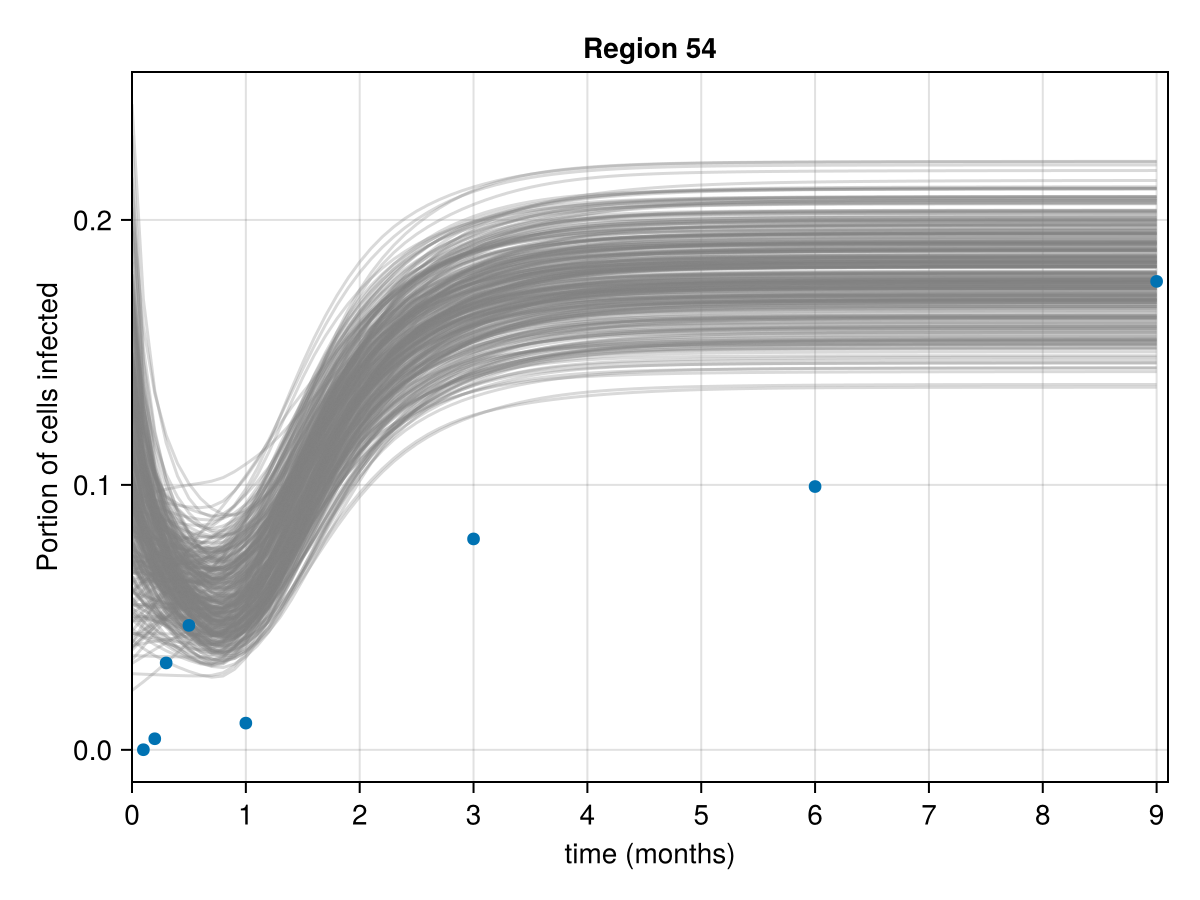 Region 54
Portion of cells infected
0.2
0.1
0.0
0 1 2 3 4 5 6 7 8 9
time (months)